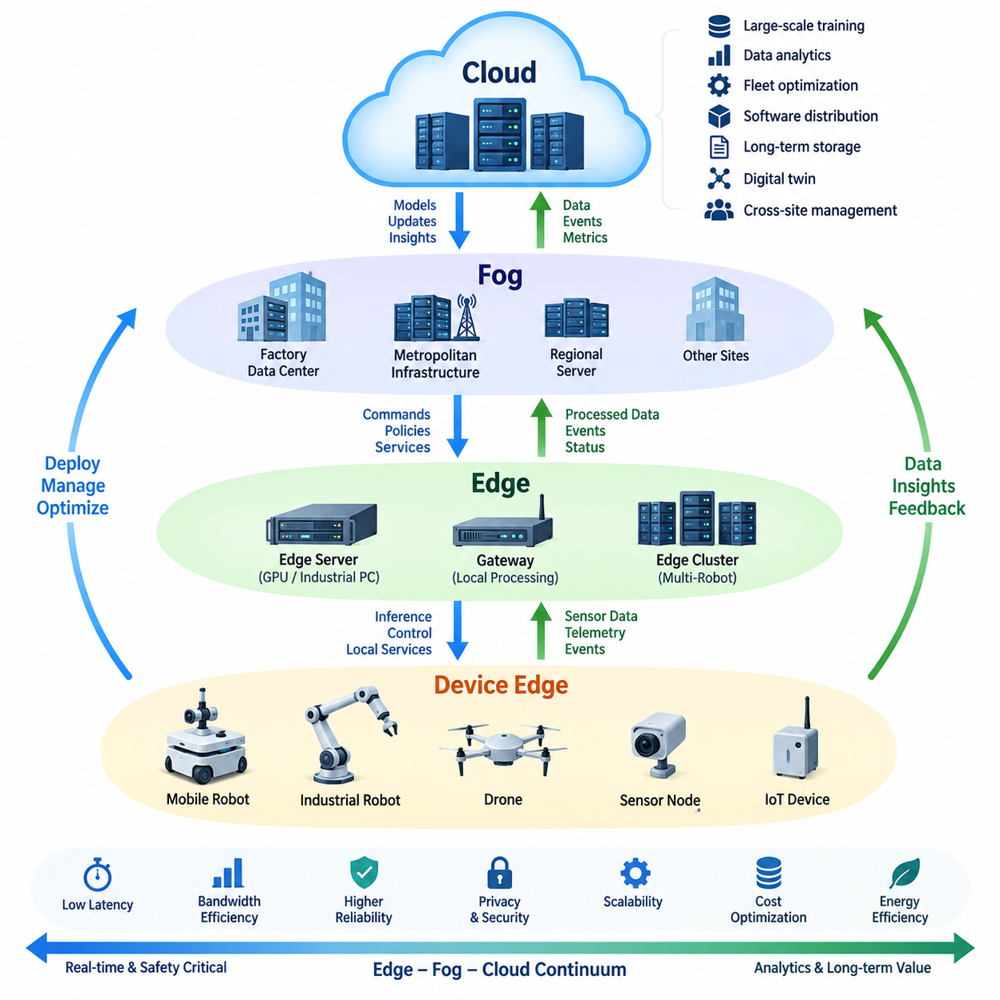 Cloud
Large-scale training
Data analytics
Fleet optimization
Software distribution
Long-term storage
Digital twin
Cross-site management
Models
Updates
Insights
Data
Events
Metrics
Fog
Factory
Data Center
Metropolitan
Infrastructure
Regional
Server
Other Sites
Commands
Policies
Services
Processed Data
Events
Status
Deploy
Manage
Optimize
Data
Insights
Feedback
Edge
Edge Server
(GPU / Industrial PC)
Gateway
(Local Processing)
Edge Cluster
(Multi-Robot)
Inference
Control
Local Services
Sensor Data
Telemetry
Events
Device Edge
Mobile Robot
Industrial Robot
Drone
Sensor Node
IoT Device
Low Latency
Bandwidth
Efficiency
Higher
Reliability
Privacy
& Security
Scalability
Cost
Optimization
Energy
Efficiency
Real-time & Safety Critical
Edge – Fog – Cloud Continuum
Analytics & Long-term Value